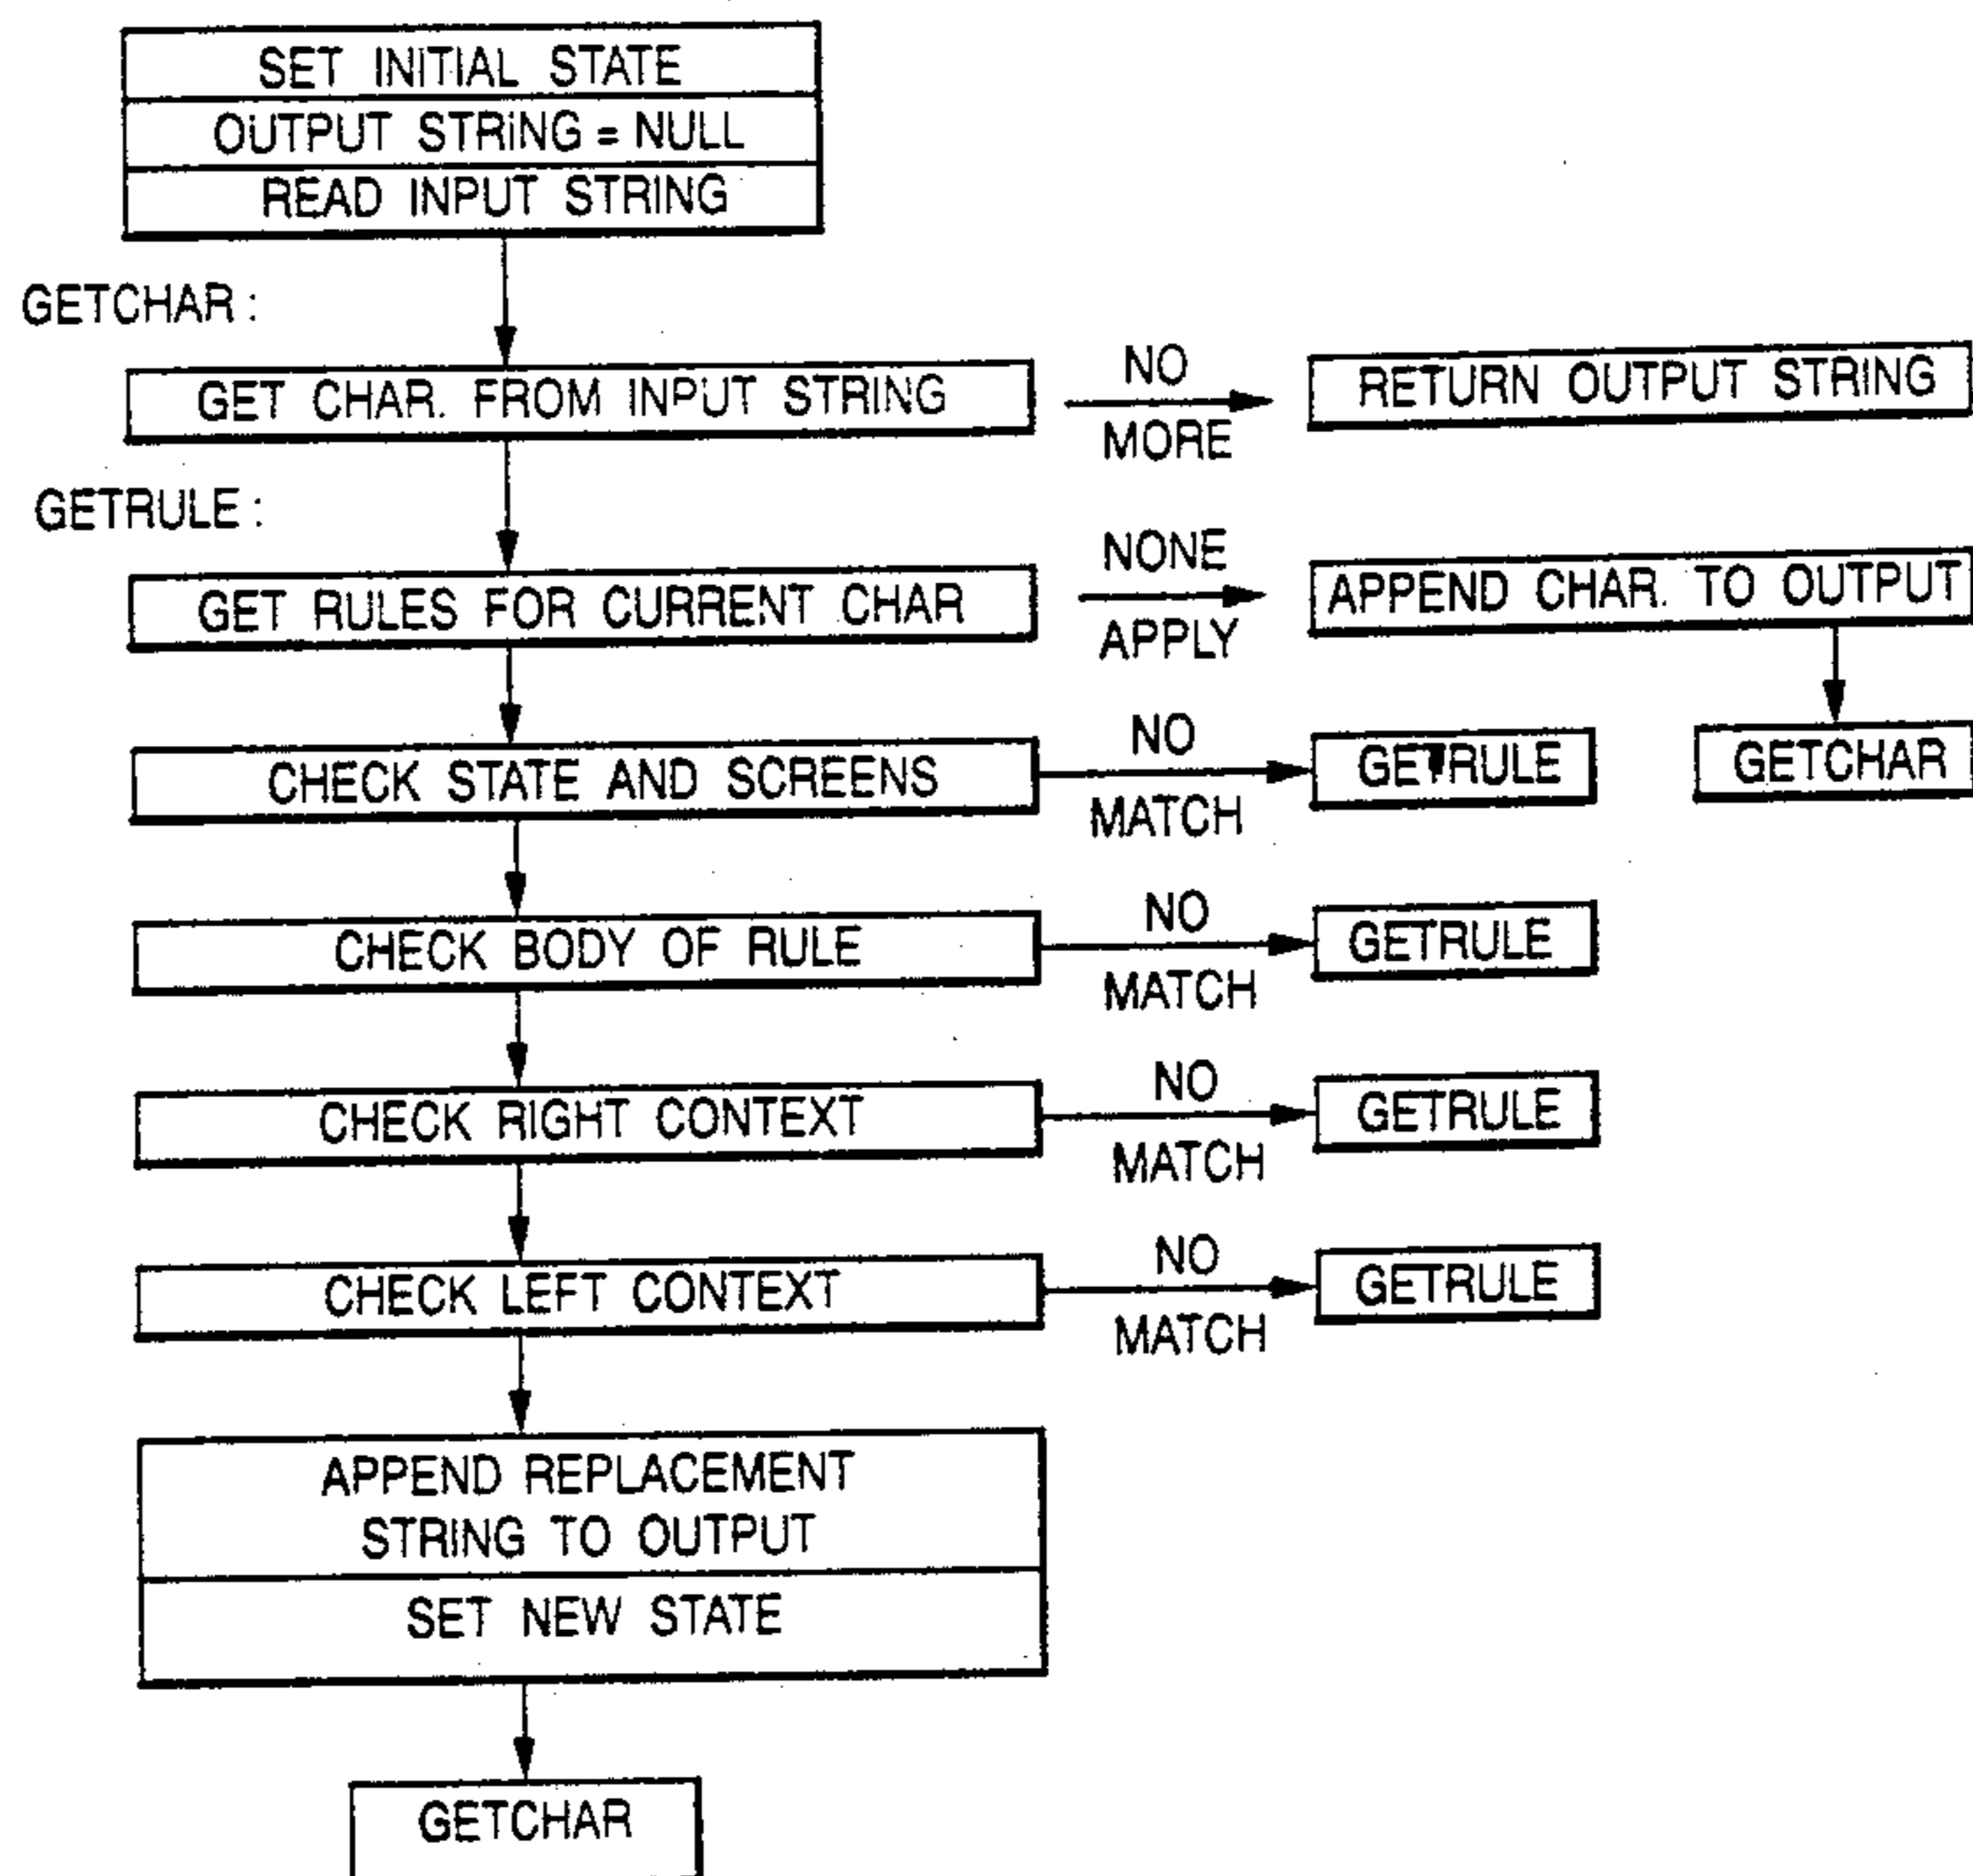 SET INITIAL STATE
OUTPUT STRING = NULL
READ INPUT STRING
GETCHAR :
GET CHAR. FROM INPUT STRING
NO
MORE
RETURN OUTPUT STRING
GETRULE :
GET RULES FOR CURRENT CHAR
NONE
APPLY
APPEND CHAR. TO OUTPUT
GETCHAR
CHECK STATE AND SCREENS
NO
MATCH
GETRULE
CHECK BODY OF RULE
NO
MATCH
GETRULE
CHECK RIGHT CONTEXT
NO
MATCH
GETRULE
CHECK LEFT CONTEXT
NO
MATCH
GETRULE
APPEND REPLACEMENT
STRING TO OUTPUT
SET NEW STATE
GETCHAR